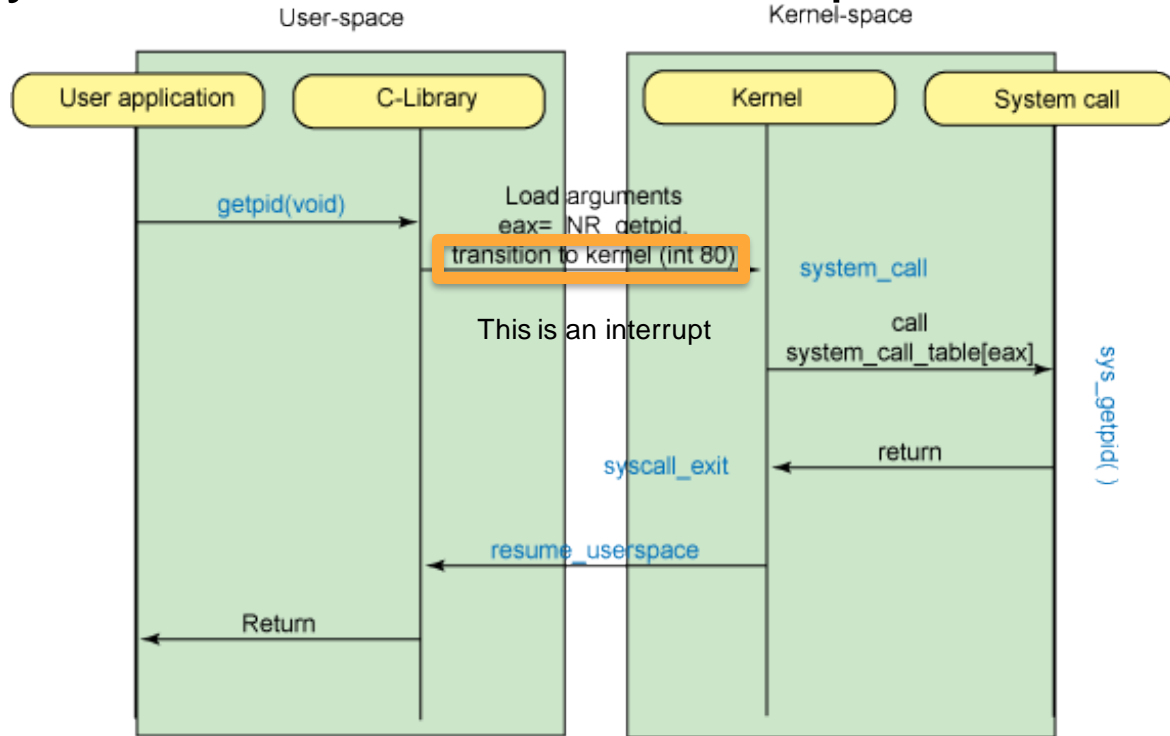 User-space
Kernel-space
User application
C-Library
Kernel
System call
getpid(void)
Load arguments
eax=_NR_getpid,
transition to kernel (int 80)
system_call
This is an interrupt
call
system_call_table[eax]
sys_getpid( )
return
syscall_exit
resume_userspace
Return